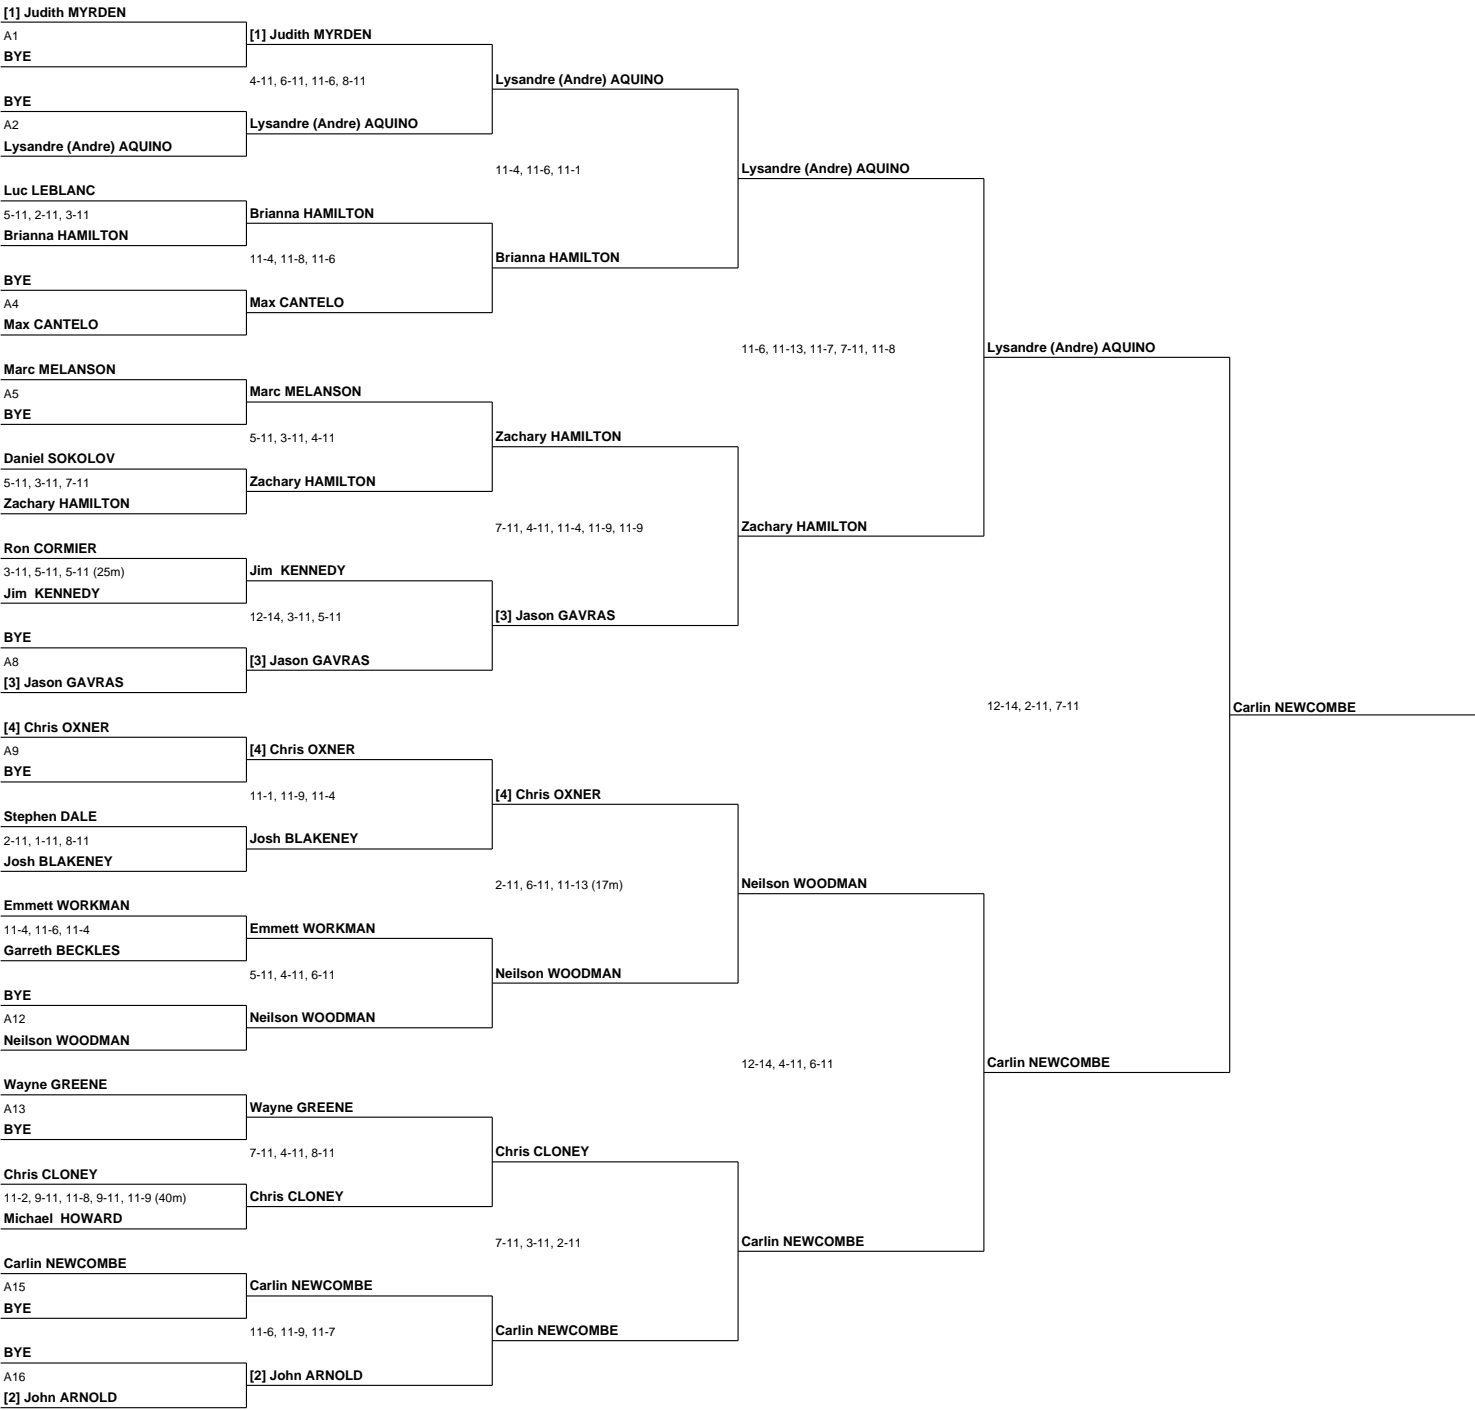 [1] Judith MYRDEN
A1
BYE
BYE
A2
Lysandre (Andre) AQUINO
Luc LEBLANC
5-11, 2-11, 3-11
Brianna HAMILTON
BYE
A4
Max CANTELO
Marc MELANSON
A5
BYE
Daniel SOKOLOV
5-11, 3-11, 7-11
Zachary HAMILTON
Ron CORMIER
3-11, 5-11, 5-11 (25m)
Jim  KENNEDY
BYE
A8
[3] Jason GAVRAS
[4] Chris OXNER
A9
BYE
Stephen DALE
2-11, 1-11, 8-11
Josh BLAKENEY
Emmett WORKMAN
11-4, 11-6, 11-4
Garreth BECKLES
BYE
A12
Neilson WOODMAN
Wayne GREENE
A13
BYE
Chris CLONEY
11-2, 9-11, 11-8, 9-11, 11-9 (40m)
Michael  HOWARD
Carlin NEWCOMBE
A15
BYE
BYE
A16
[2] John ARNOLD
[1] Judith MYRDEN
4-11, 6-11, 11-6, 8-11
Lysandre (Andre) AQUINO
Brianna HAMILTON
11-4, 11-8, 11-6
Max CANTELO
Marc MELANSON
5-11, 3-11, 4-11
Zachary HAMILTON
Jim  KENNEDY
12-14, 3-11, 5-11
[3] Jason GAVRAS
[4] Chris OXNER
11-1, 11-9, 11-4
Josh BLAKENEY
Emmett WORKMAN
5-11, 4-11, 6-11
Neilson WOODMAN
Wayne GREENE
7-11, 4-11, 8-11
Chris CLONEY
Carlin NEWCOMBE
11-6, 11-9, 11-7
[2] John ARNOLD
Lysandre (Andre) AQUINO
11-4, 11-6, 11-1
Brianna HAMILTON
Zachary HAMILTON
7-11, 4-11, 11-4, 11-9, 11-9
[3] Jason GAVRAS
[4] Chris OXNER
2-11, 6-11, 11-13 (17m)
Neilson WOODMAN
Chris CLONEY
7-11, 3-11, 2-11
Carlin NEWCOMBE
Lysandre (Andre) AQUINO
11-6, 11-13, 11-7, 7-11, 11-8
Zachary HAMILTON
Neilson WOODMAN
12-14, 4-11, 6-11
Carlin NEWCOMBE
Lysandre (Andre) AQUINO
12-14, 2-11, 7-11
Carlin NEWCOMBE
Carlin NEWCOMBE